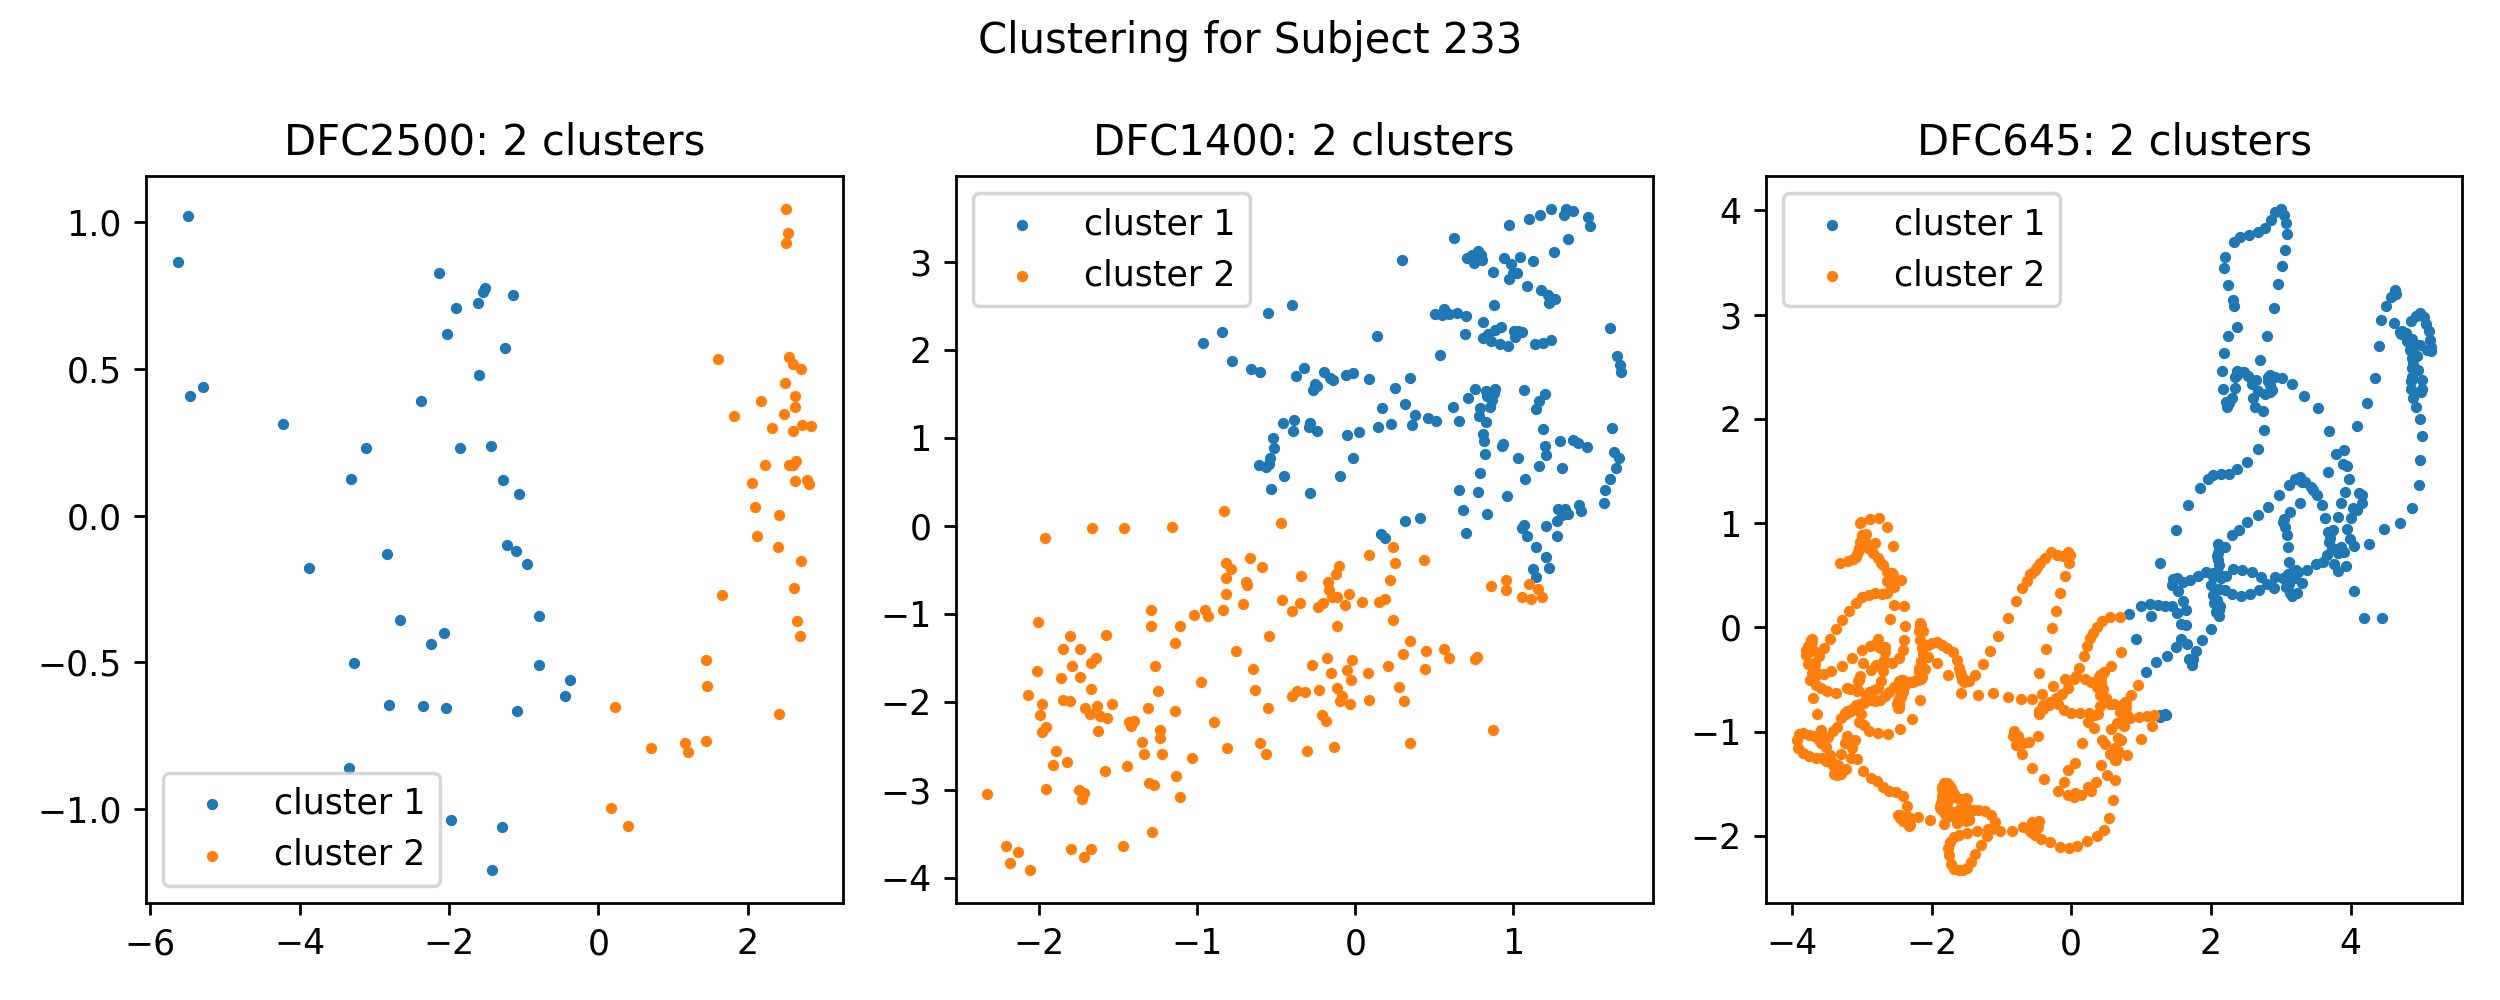 Clustering for Subject 233
DFC2500: 2 clusters
1.0
0.5
0.0
−0.5
−1.0
cluster 1
cluster 2
−6 −4 −2 0 2
DFC1400: 2 clusters
cluster 1
cluster 2
3
2
1
0
−1
−2
−3
−4
−2 −1 0 1
DFC645: 2 clusters
cluster 1
cluster 2
4
3
2
1
0
−1
−2
−4 −2 0 2 4